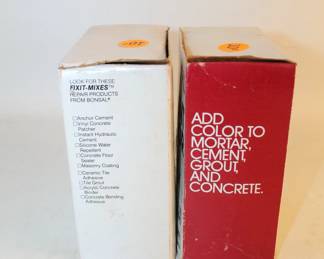 LOOK FOR THESE
FIXIT-MIXES™
REPAIR PRODUCTS
FROM BONSAL®
Anchor Cement
Vinyl Concrete
Patcher
Instant Hydraulic
Cement
Silicone Water
Repellent
Concrete Floor
Sealer
Masonry Coating
Ceramic Tile
Adhesive
Tile Grout
Acrylic Concrete
Binder
Concrete Bonding
Adhesive
ADD
COLOR TO
MORTAR,
CEMENT,
GROUT,
AND
CONCRETE.